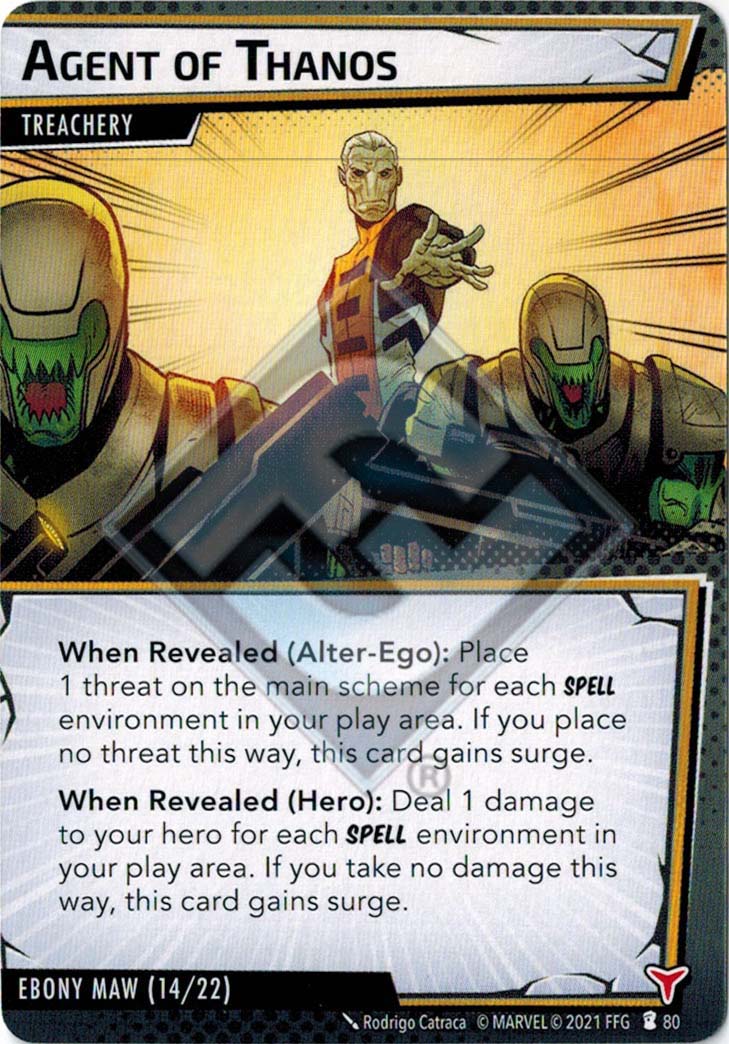 AGENT OF THANOS
TREACHERY
When Revealed (Alter-Ego): Place
1 threat on the main scheme for each SPELL
environment in your play area. If you place
no threat this way, this card gains surge.
When Revealed (Hero): Deal 1 damage
to your hero for each SPELL environment in
your play area. If you take no damage this
way, this card gains surge.
®
EBONY MAW (14/22)
Rodrigo Catraca © MARVEL © 2021 FFG 80